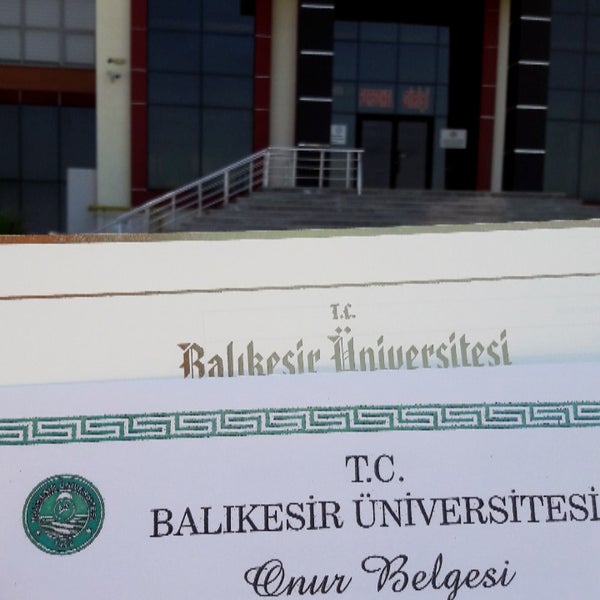 T.C.
Balıkesir Üniversitesi
T.C.
BALIKESİR ÜNİVERSİTESİ
Onur Belgesi